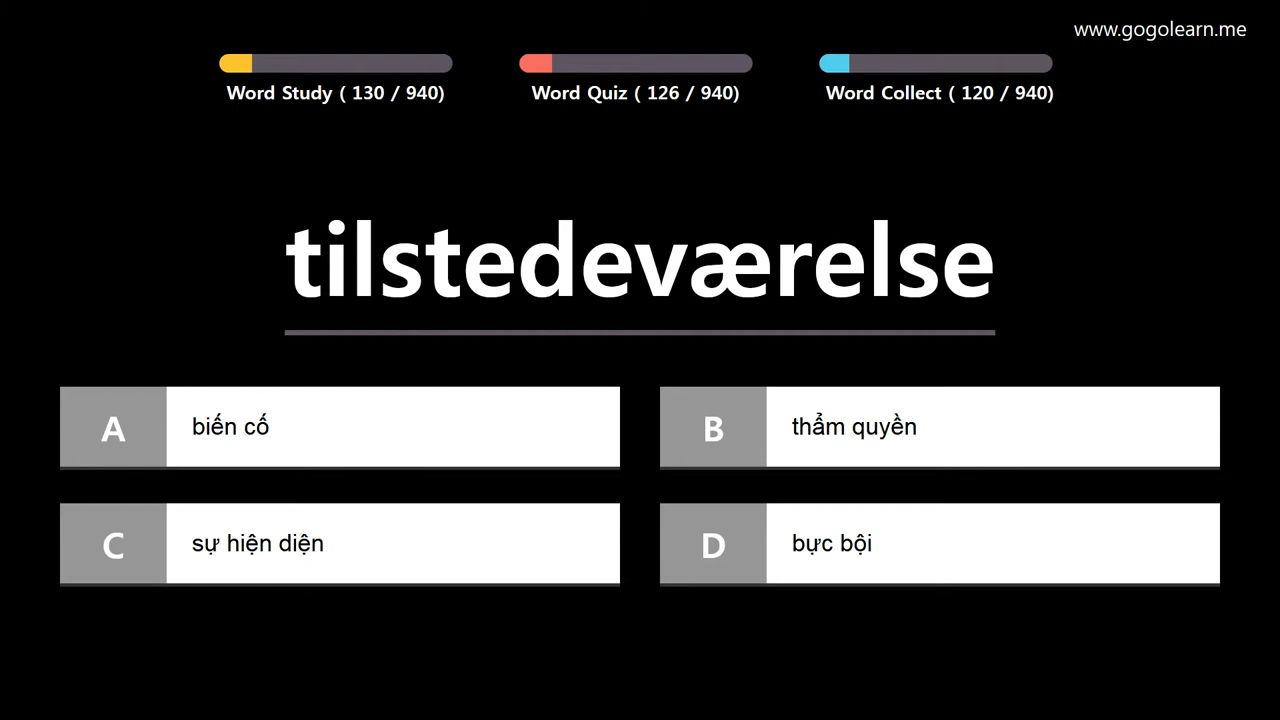 www.gogolearn.me
Word Study ( 130 / 940)
Word Quiz ( 126 / 940)
Word Collect ( 120 / 940)
tilstedeværelse
A biến cố
B thẩm quyền
C sự hiện diện
D bực bội